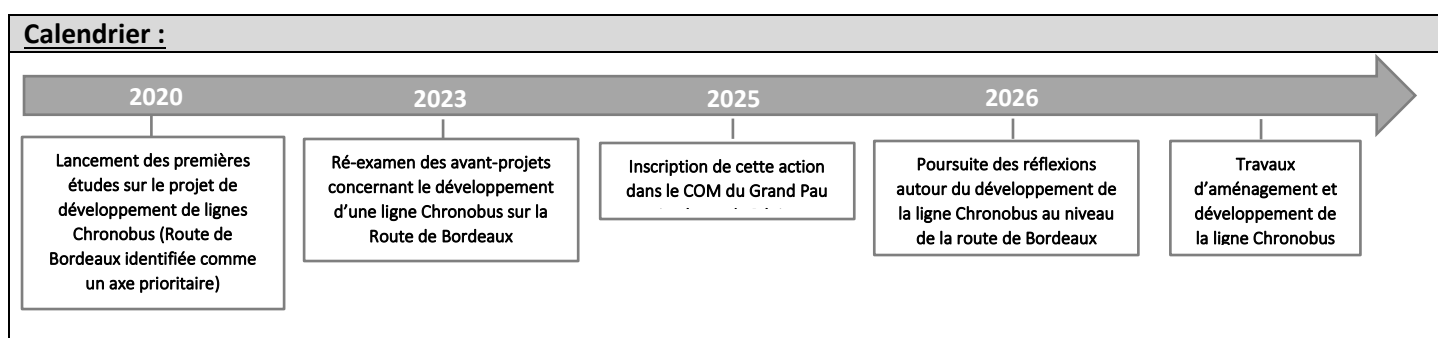 Calendrier :
2020
2023
2025
2026
Lancement des premières
études sur le projet de
développement de lignes
Chronobus (Route de
Bordeaux identifiée comme
un axe prioritaire)
Ré-examen des avant-projets
concernant le développement
d’une ligne Chronobus sur la
Route de Bordeaux
Inscription de cette action
dans le COM du Grand Pau
Poursuite des réflexions
autour du développement de
la ligne Chronobus au niveau
de la route de Bordeaux
Travaux
d’aménagement et
développement de
la ligne Chronobus